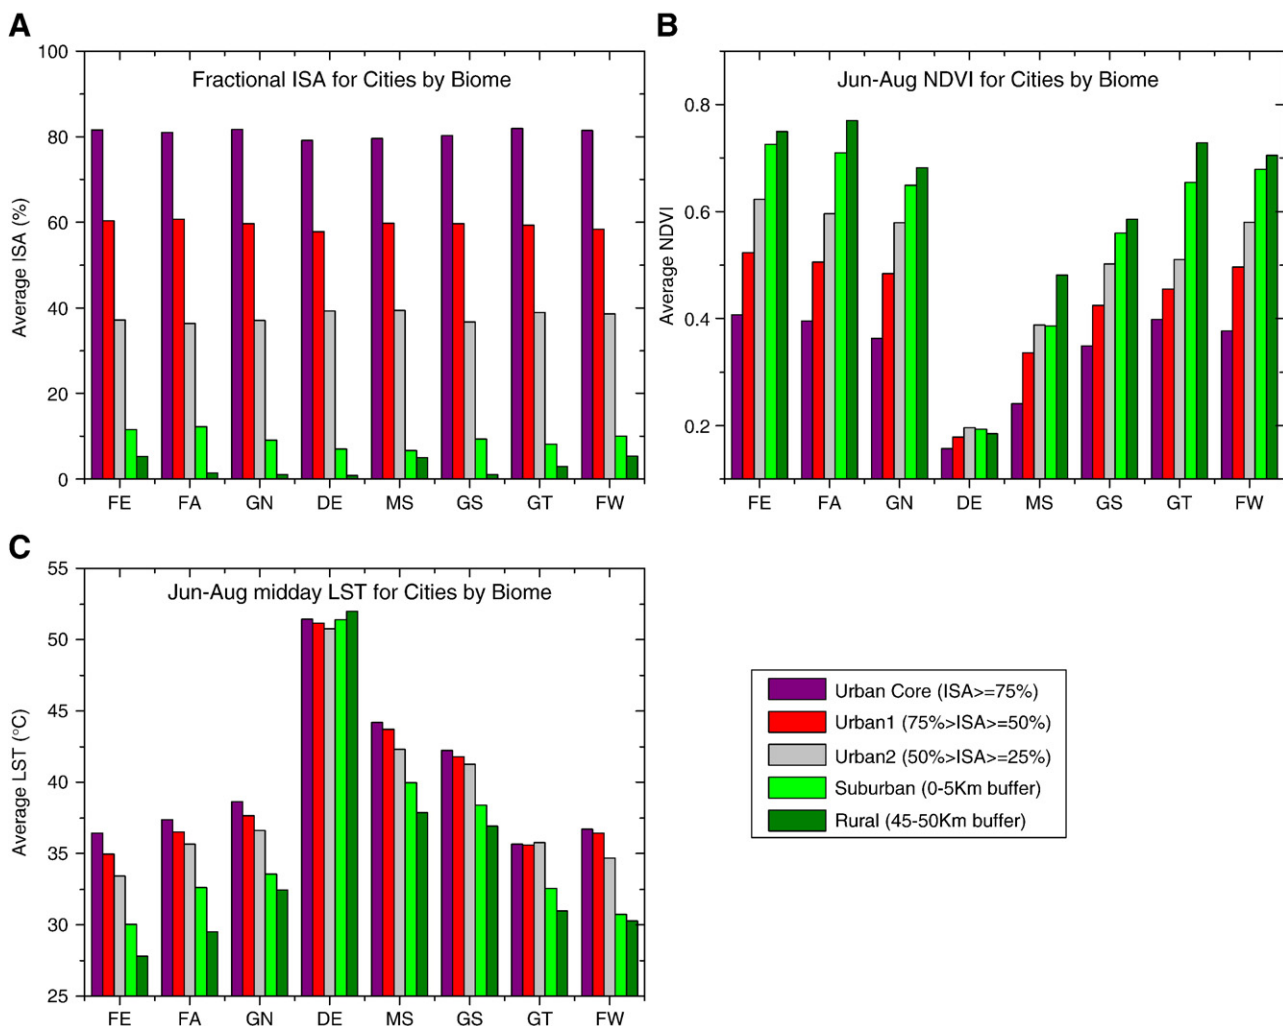 A
Fractional ISA for Cities by Biome
Average ISA (%)
100
80
60
40
20
0
FE FA GN DE MS GS GT FW
B
Jun-Aug NDVI for Cities by Biome
Average NDVI
0.8
0.6
0.4
0.2
FE FA GN DE MS GS GT FW
C
Jun-Aug midday LST for Cities by Biome
Average LST (°C)
55
50
45
40
35
30
25
FE FA GN DE MS GS GT FW
Urban Core (ISA>=75%)
Urban1 (75%>ISA>=50%)
Urban2 (50%>ISA>=25%)
Suburban (0-5Km buffer)
Rural (45-50Km buffer)